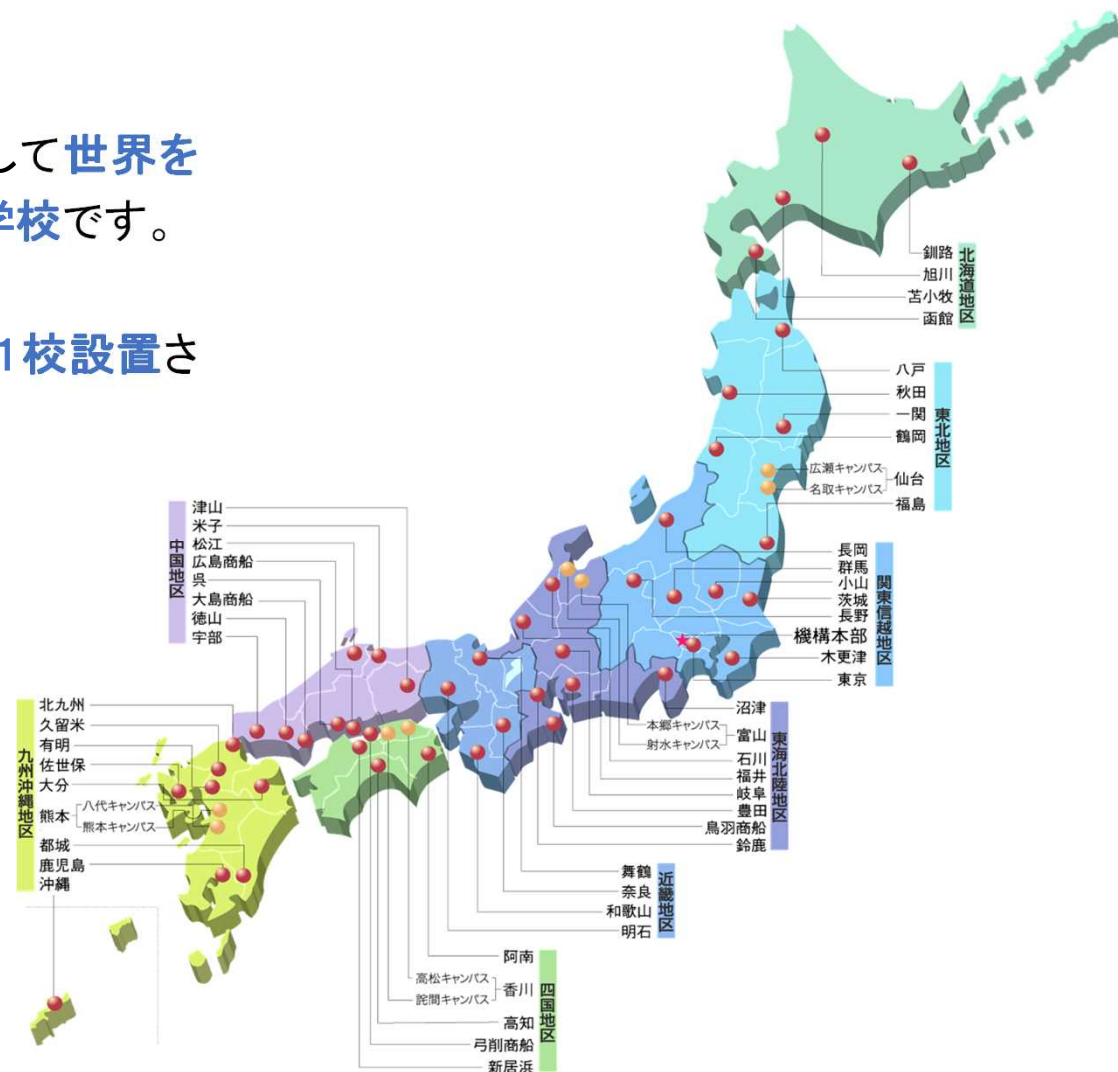 して世界を
学校です。
1校設置さ
釧路
旭川
苫小牧
函館
北海道地区
八戸
秋田
一関
鶴岡
広瀬キャンパス
名取キャンパス
仙台
福島
東北地区
長岡
群馬
小山
茨城
長野
機構本部
木更津
東京
関東信越地区
沼津
本郷キャンパス
射水キャンパス
富山
石川
福井
岐阜
豊田
鳥羽商船
鈴鹿
東海北陸地区
舞鶴
奈良
和歌山
明石
近畿地区
津山
米子
松江
広島商船
呉
大島商船
徳山
宇部
中国地区
阿南
高松キャンパス
詫間キャンパス
香川
高知
弓削商船
新居浜
四国地区
北九州
久留米
有明
佐世保
大分
八代キャンパス
熊本キャンパス
熊本
都城
鹿児島
沖縄
九州沖縄地区